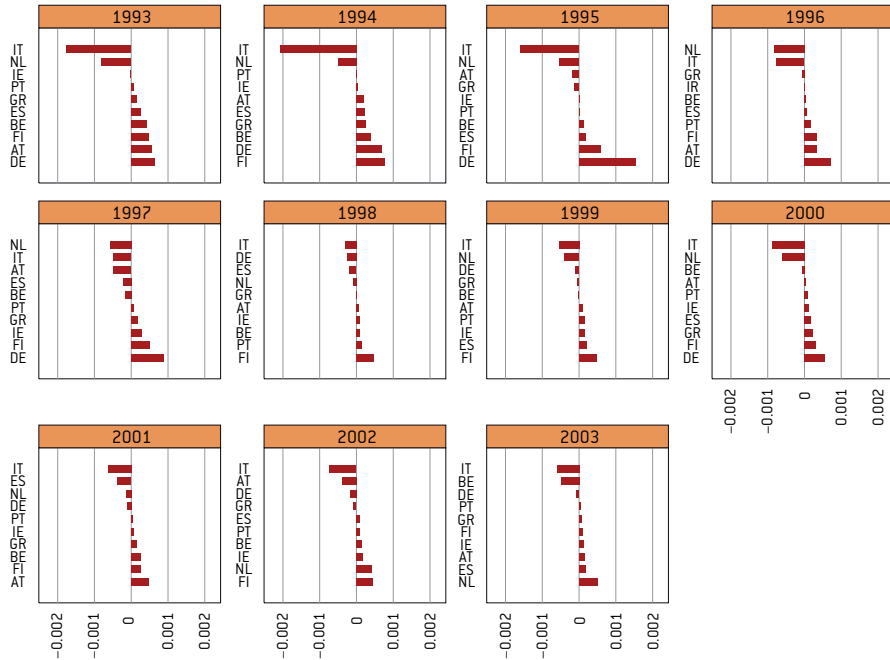 1993
IT
NL
IE
PT
GR
ES
BE
FI
AT
DE
1994
IT
NL
PT
IE
AT
ES
GR
BE
DE
FI
1995
IT
NL
AT
GR
IE
PT
BE
ES
FI
DE
1996
NL
IT
GR
IR
BE
ES
PT
FI
AT
DE
1997
NL
IT
AT
ES
BE
PT
GR
IE
FI
DE
1998
IT
DE
ES
NL
GR
AT
IE
BE
PT
FI
1999
IT
NL
DE
GR
BE
AT
PT
IE
ES
FI
2000
IT
NL
BE
AT
PT
IE
ES
GR
FI
DE
-0.002
-0.001
0
0.001
0.002
2001
IT
ES
NL
DE
PT
IE
GR
BE
FI
AT
-0.002
-0.001
0
0.001
0.002
2002
IT
AT
DE
GR
ES
PT
BE
IE
NL
FI
-0.002
-0.001
0
0.001
0.002
2003
IT
BE
DE
PT
GR
FI
IE
AT
ES
NL
-0.002
-0.001
0
0.001
0.002